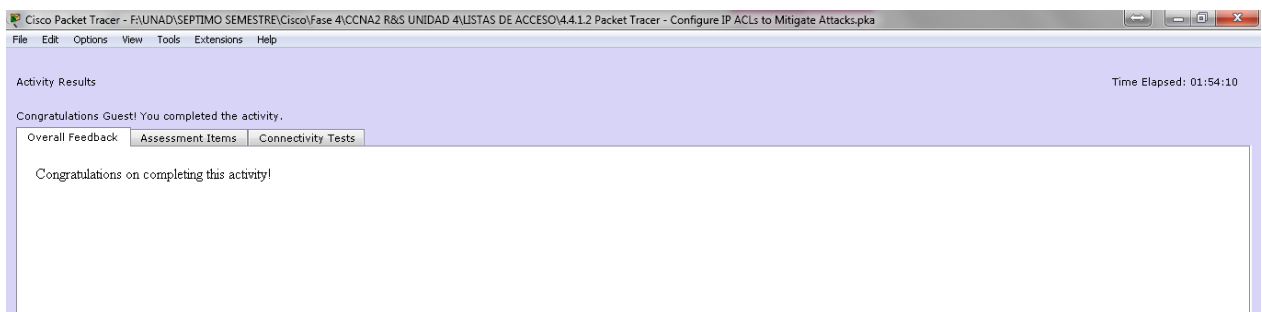 Cisco Packet Tracer - F:\UNAD\SEPTIMO SEMESTRE\Cisco\Fase 4\CCNA2 R&S UNIDAD 4\LISTAS DE ACCESO\4.4.1.2 Packet Tracer - Configure IP ACLs to Mitigate Attacks.pka
File Edit Options View Tools Extensions Help
Activity Results Time Elapsed: 01:54:10
Congratulations Guest! You completed the activity.
Overall Feedback Assessment Items Connectivity Tests
Congratulations on completing this activity!